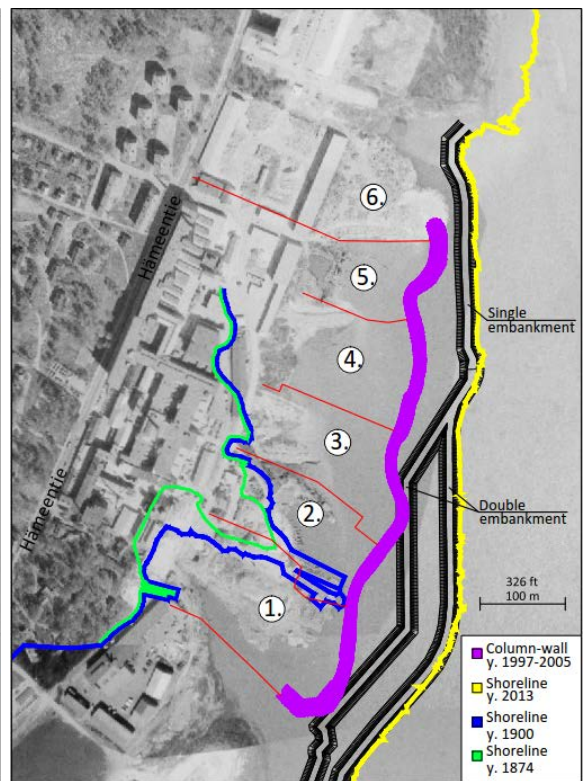 Hämeentie
6.
5.
Single
embankment
4.
3.
Hämeentie
2.
Double
embankment
1.
326 ft
100 m
Column-wall
y. 1997-2005
Shoreline
y. 2013
Shoreline
y. 1900
Shoreline
y. 1874